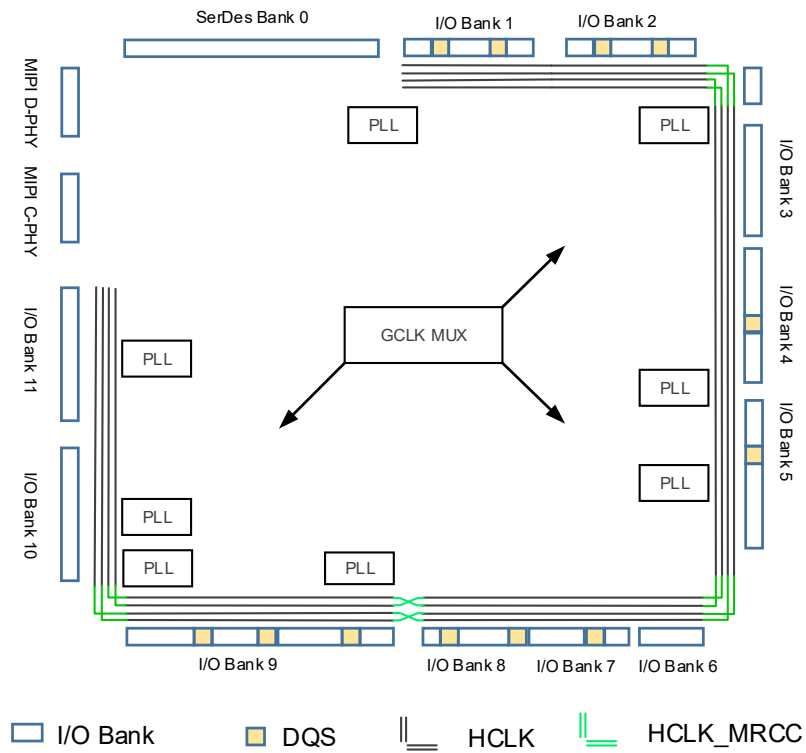 SerDes Bank 0
I/O Bank 1
I/O Bank 2
MIPI D-PHY
PLL
PLL
I/O Bank 3
MIPI C-PHY
I/O Bank 11
GCLK MUX
I/O Bank 4
PLL
PLL
I/O Bank 5
PLL
I/O Bank 10
PLL
PLL
PLL
I/O Bank 9
I/O Bank 8
I/O Bank 7
I/O Bank 6
I/O Bank
DQS
HCLK
HCLK_MRCC